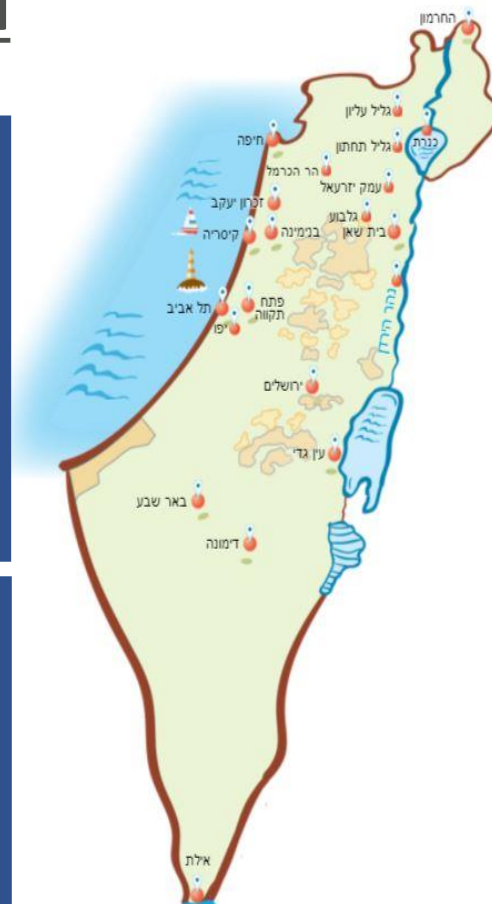 החרמון
גליל עליון
חיפה
גליל תחתון
כנרת
הר הכרמל
עמק יזרעאל
זכרון יעקב
גלבוע
קיסריה
בנימינה
בית שאן
נהר הירדן
תל אביב
פתח
תקווה
יפו
ירושלים
עין גדי
באר שבע
דימונה
אילת